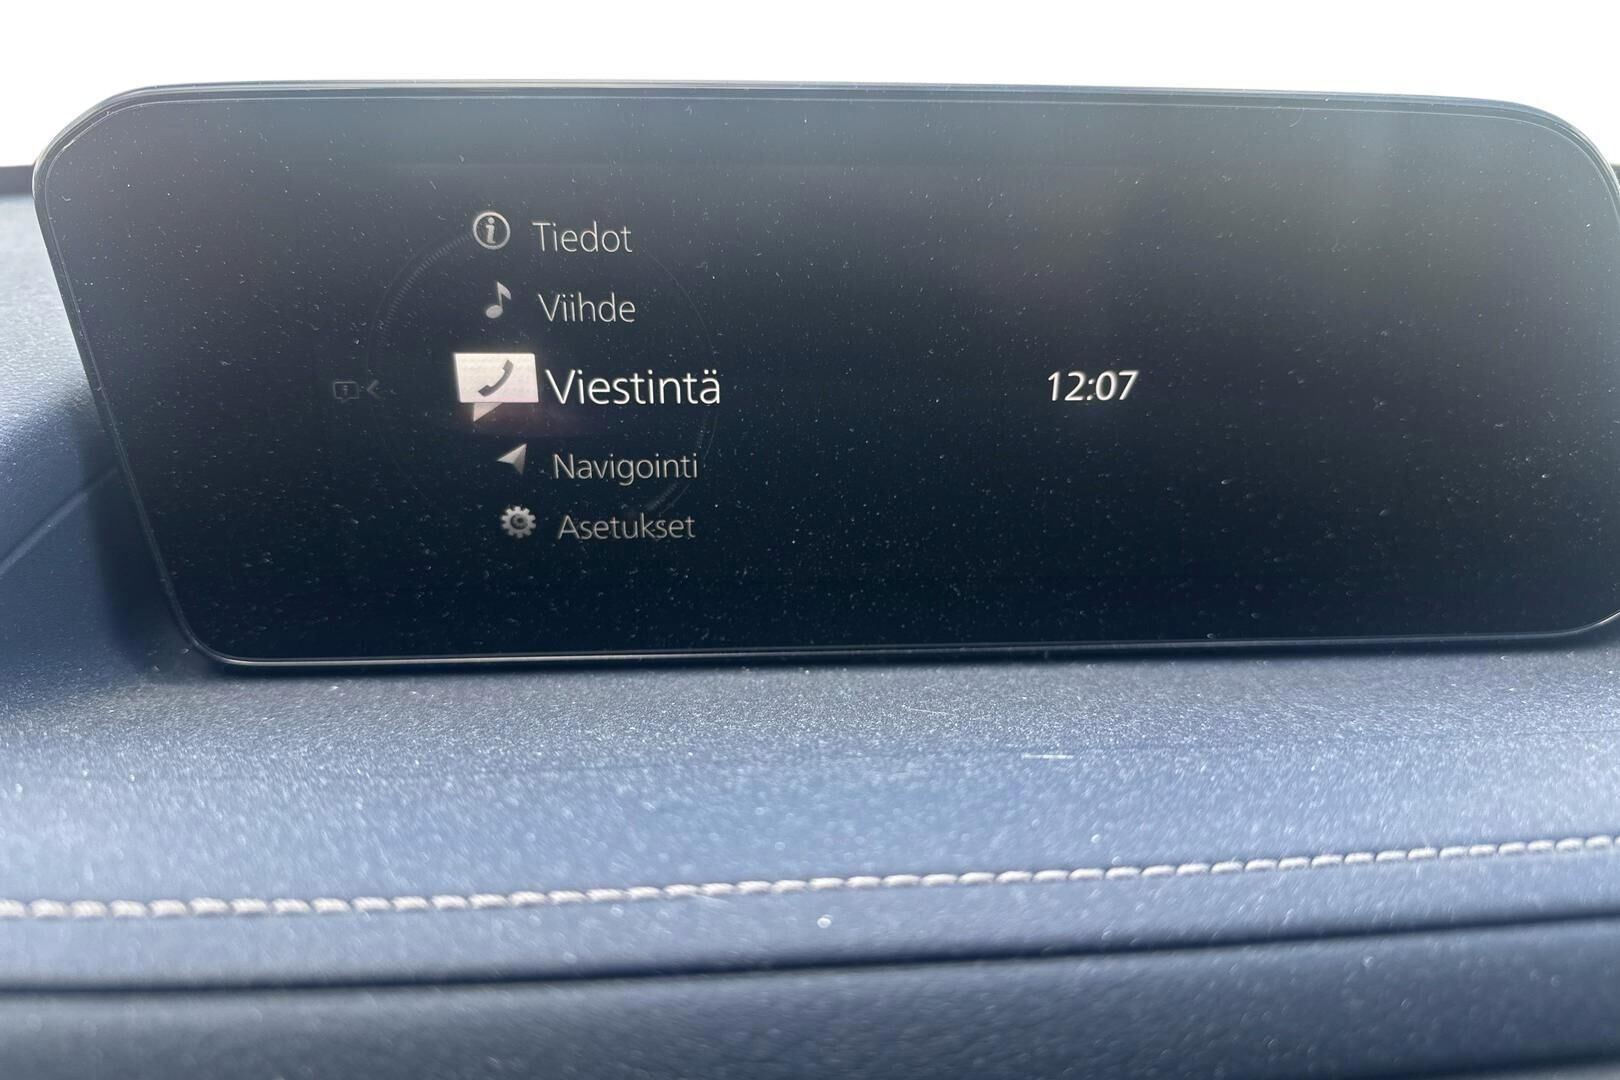 Tiedot
Viihde
Viestintä
12:07
Navigointi
Asetukset